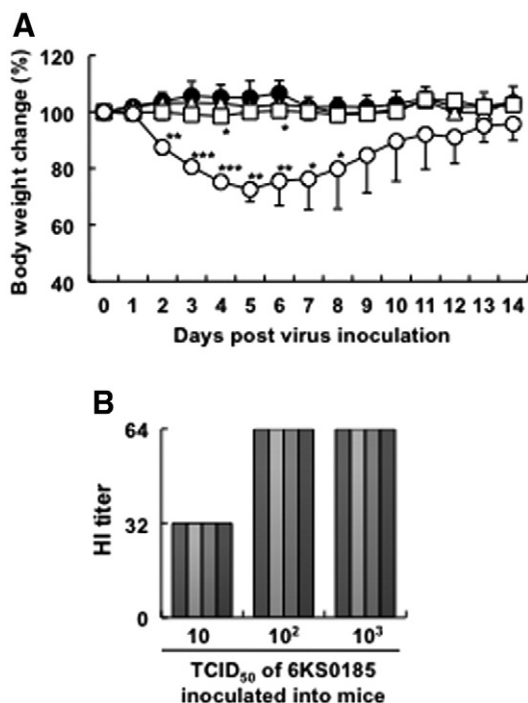 A
Body weight change (%)
120
100
80
60
40
** *** *** * ** ** * * *
0 1 2 3 4 5 6 7 8 9 10 11 12 13 14
Days post virus inoculation
B
HI titer
64
32
0
10 10² 10³
TCID₅₀ of 6KS0185
inoculated into mice